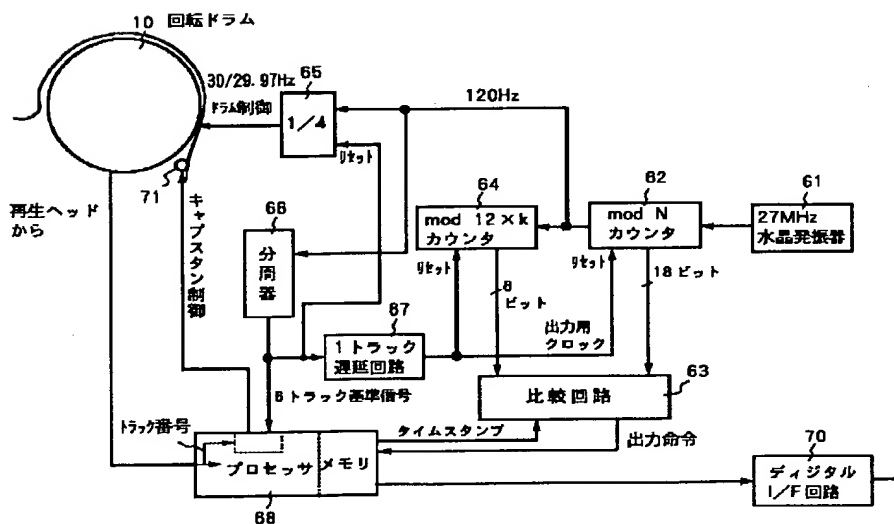 10 回転ドラム
30/29.97Hz
ドラム制御
65
1/4
リセット
120Hz
71
再生ヘッド
から
キャプスタン制御
66
分周器
64
mod 12×k
カウンタ
リセット
8
ビット
62
mod N
カウンタ
リセット
18ビット
61
27MHz
水晶発振器
67
1トラック
遅延回路
出力用
クロック
6トラック基準信号
比較回路
63
トラック番号
プロセッサ
メモリ
68
タイムスタンプ
出力命令
70
ディジタル
I/F回路